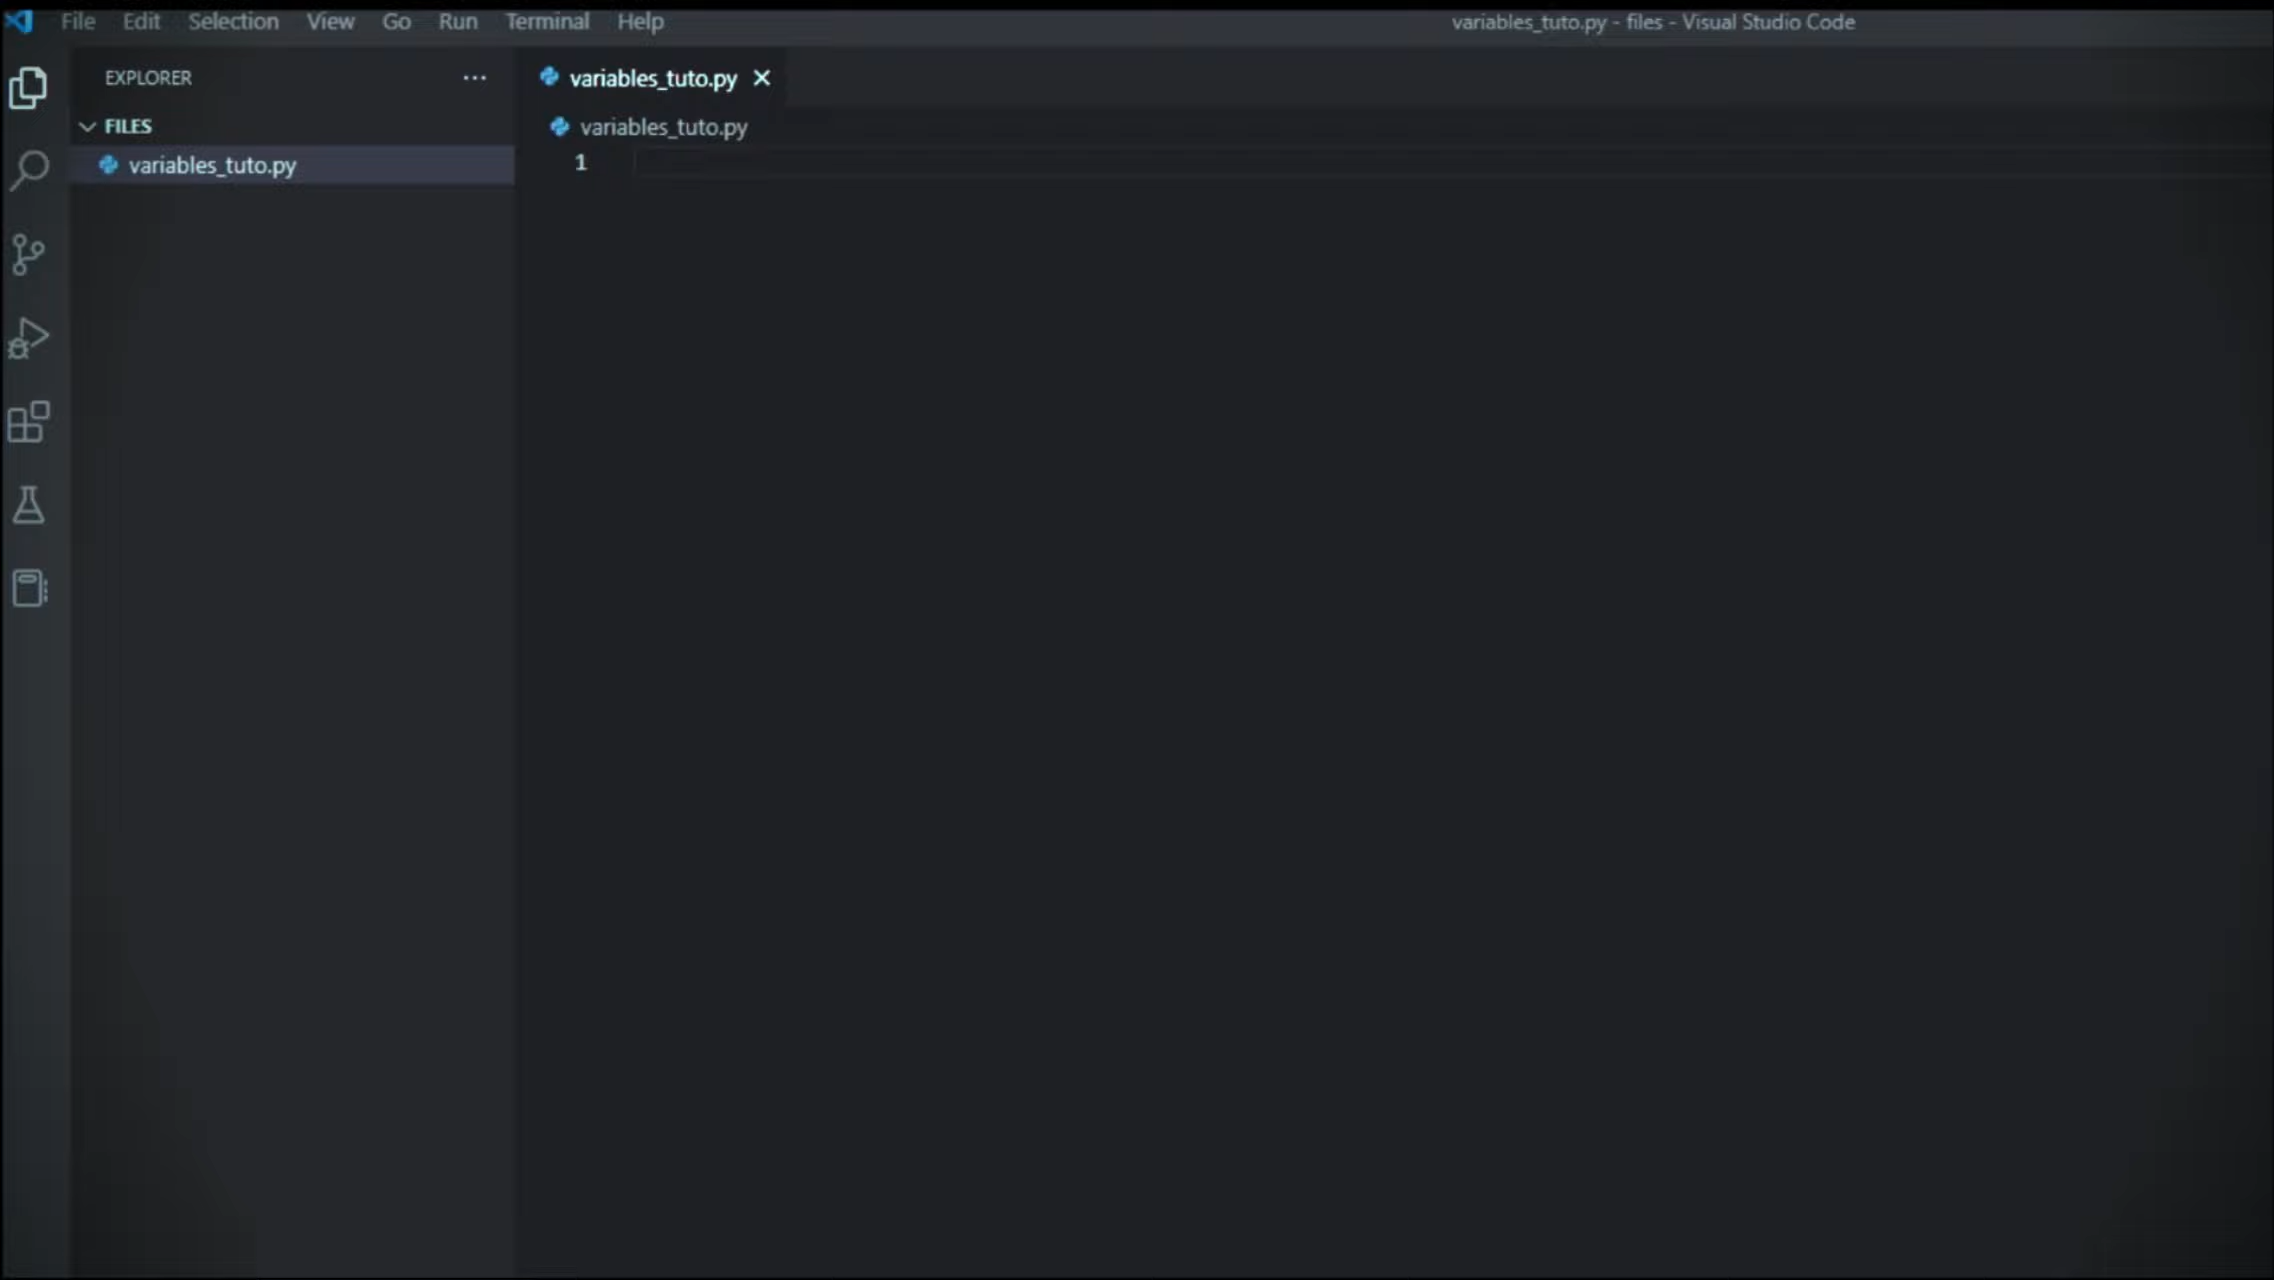 File Edit Selection View Go Run Terminal Help
variables_tuto.py - files - Visual Studio Code
EXPLORER
FILES
variables_tuto.py
variables_tuto.py
variables_tuto.py
1